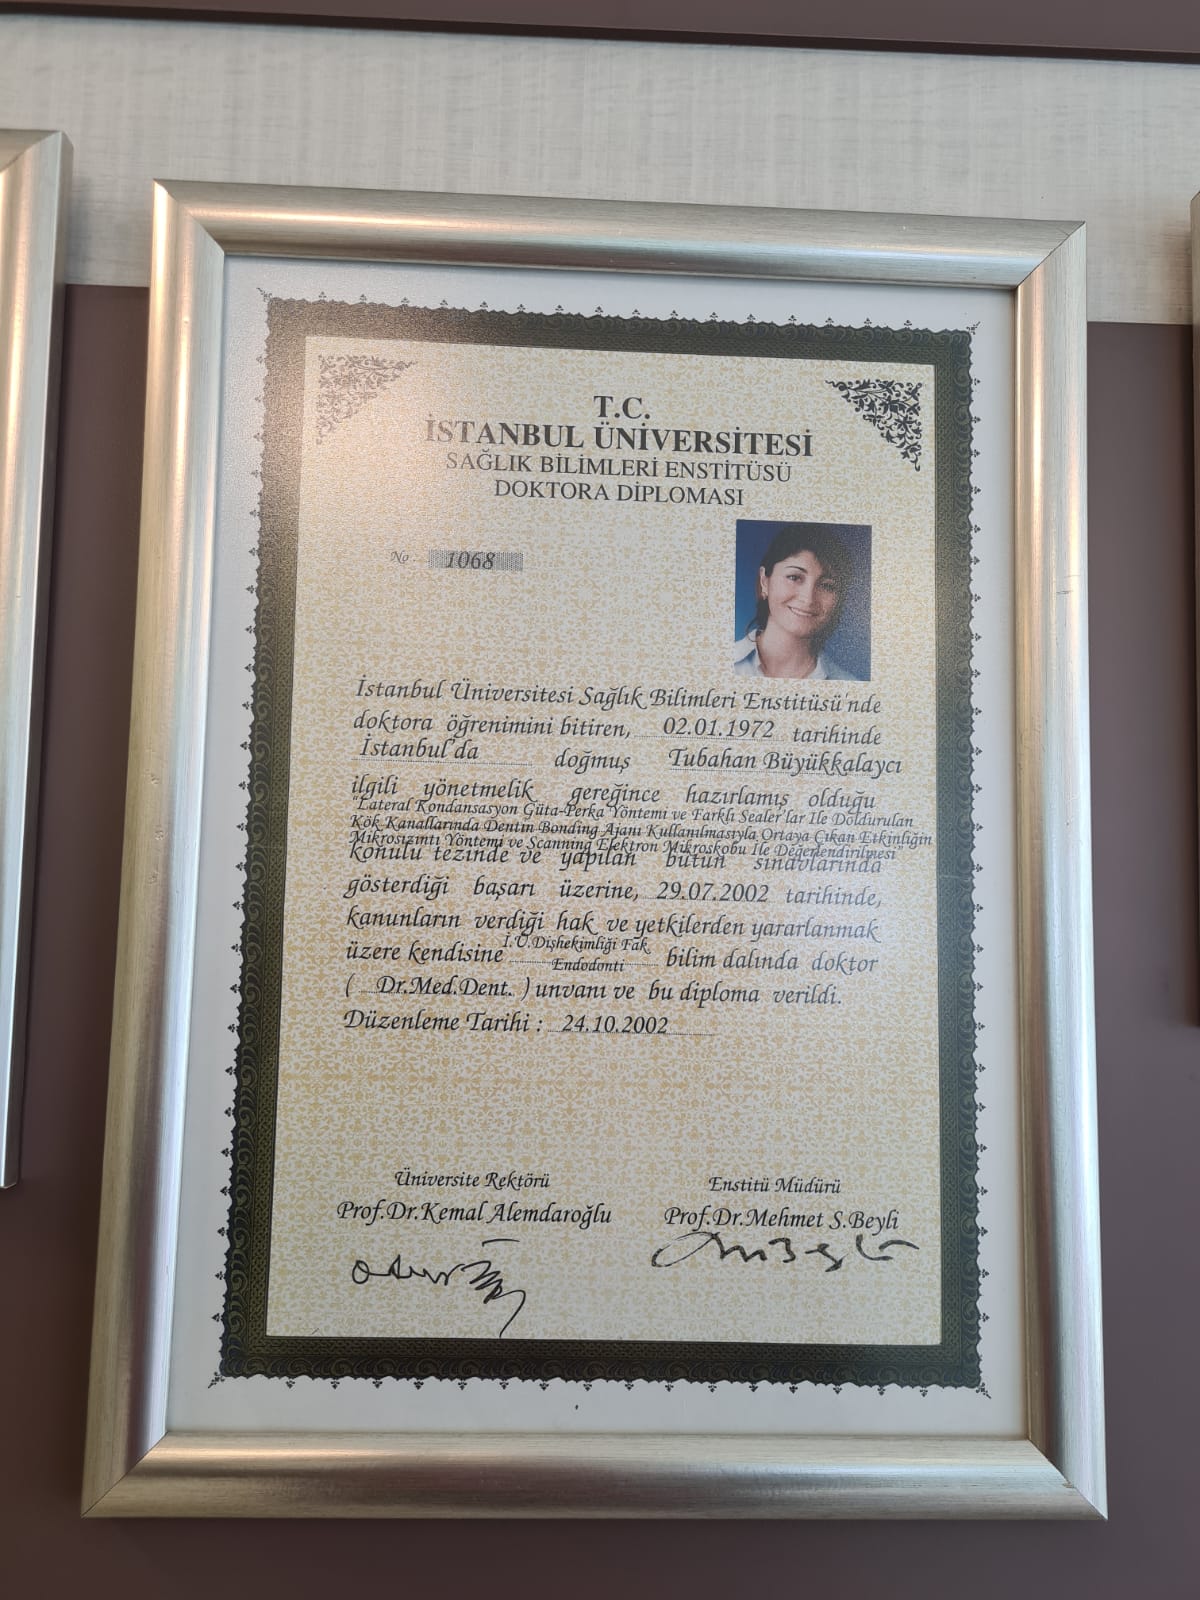 T.C.
İSTANBUL ÜNİVERSİTESİ
SAĞLIK BİLİMLERİ ENSTİTÜSÜ
DOKTORA DİPLOMASI
No : 1068
İstanbul Üniversitesi Sağlık Bilimleri Enstitüsü'nde
doktora öğrenimini bitiren, 02.01.1972 tarihinde
İstanbul'da doğmuş Tubahan Büyükkalaycı
ilgili yönetmelik gereğince hazırlamış olduğu
"Lateral Kondansasyon Güta-Perka Yöntemi ve Farklı Sealer'lar İle Doldurulan
Kök Kanallarında Dentin Bonding Ajanı Kullanılmasıyla Ortaya Çıkan Etkinliğin
Mikrosızıntı Yöntemi ve Scanning Elektron Mikroskobu İle Değerlendirilmesi"
konulu tezinde ve yapılan bütün sınavlarında
gösterdiği başarı üzerine, 29.07.2002 tarihinde,
kanunların verdiği hak ve yetkilerden yararlanmak
üzere kendisine İ.Ü.Dişhekimliği Fak. Endodonti bilim dalında doktor
( Dr.Med.Dent. ) unvanı ve bu diploma verildi.
Düzenleme Tarihi : 24.10.2002
Üniversite Rektörü
Prof.Dr.Kemal Alemdaroğlu
Enstitü Müdürü
Prof.Dr.Mehmet S.Beyli